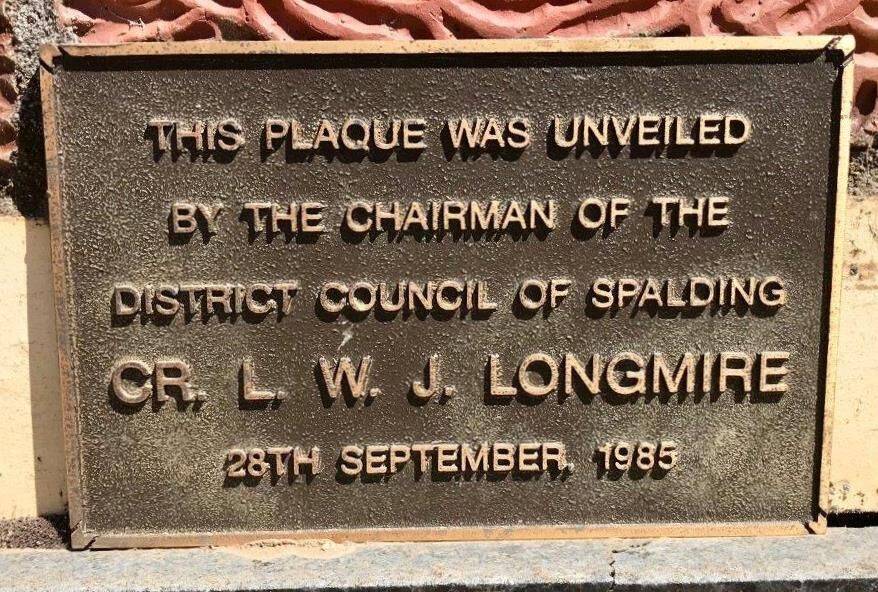 THIS PLAQUE WAS UNVEILED
BY THE CHAIRMAN OF THE
DISTRICT COUNCIL OF SPALDING
CR. L. W. J. LONGMIRE
28TH SEPTEMBER, 1985